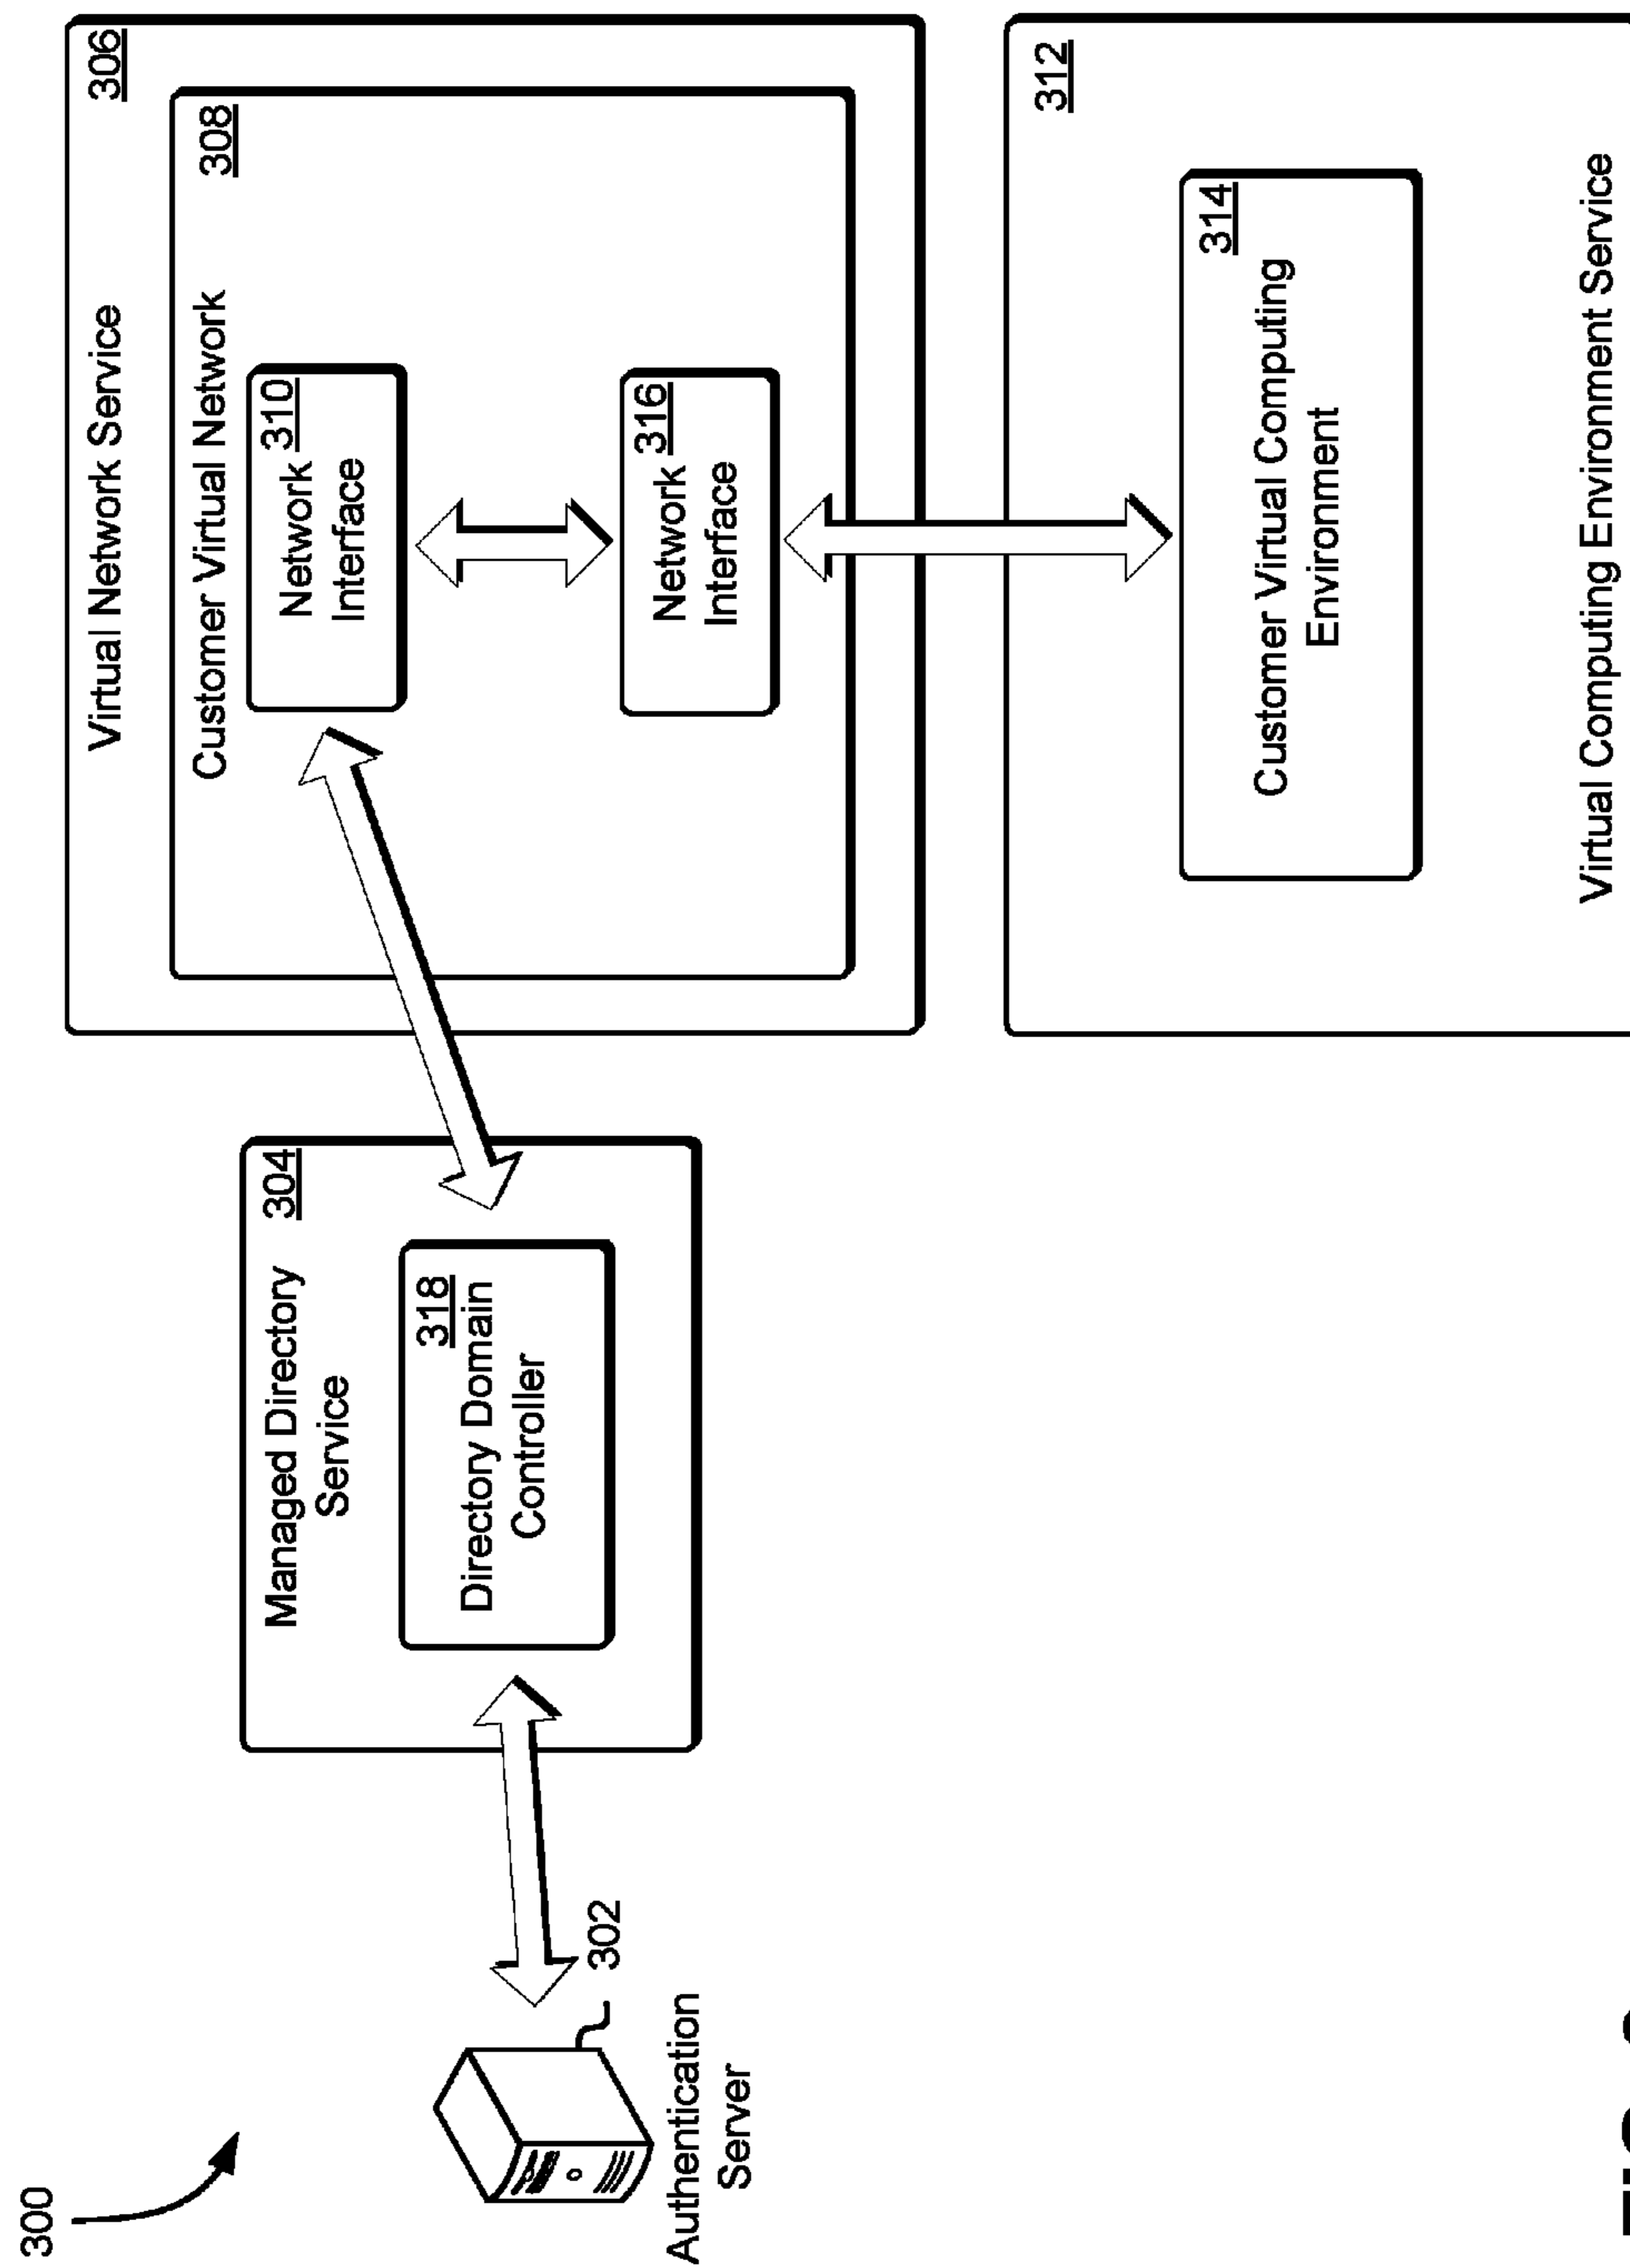 300
Virtual Network Service
306
Customer Virtual Network
308
Network 310
Interface
Network 316
Interface
Managed Directory
Service
304
318
Directory Domain
Controller
302
Authentication
Server
312
314
Customer Virtual Computing
Environment
Virtual Computing Environment Service